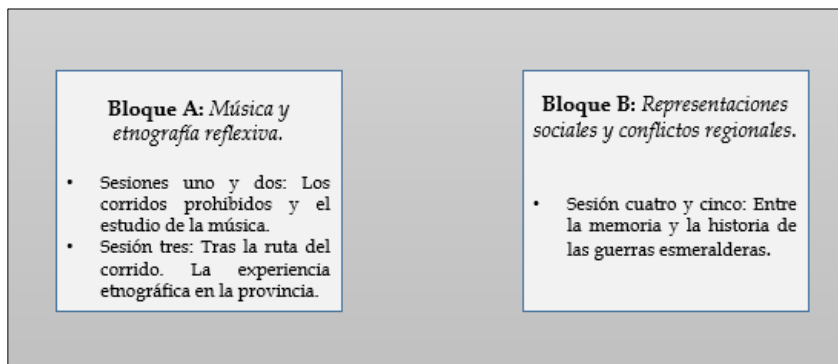 Bloque A: Música y
etnografía reflexiva.
• Sesiones uno y dos: Los
corridos prohibidos y el
estudio de la música.
• Sesión tres: Tras la ruta del
corrido. La experiencia
etnográfica en la provincia.
Bloque B: Representaciones
sociales y conflictos regionales.
• Sesión cuatro y cinco: Entre
la memoria y la historia de
las guerras esmeralderas.